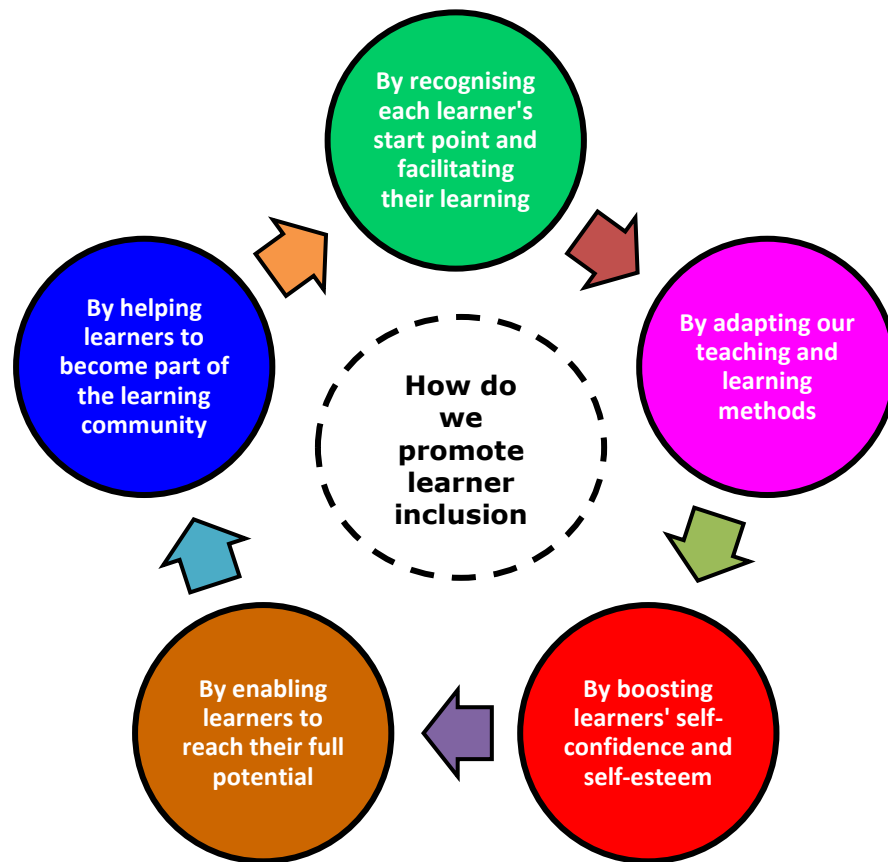 By recognising
each learner's
start point and
facilitating
their learning
By adapting our
teaching and
learning
methods
By boosting
learners' self-
confidence and
self-esteem
By enabling
learners to
reach their full
potential
By helping
learners to
become part of
the learning
community
How do
we
promote
learner
inclusion